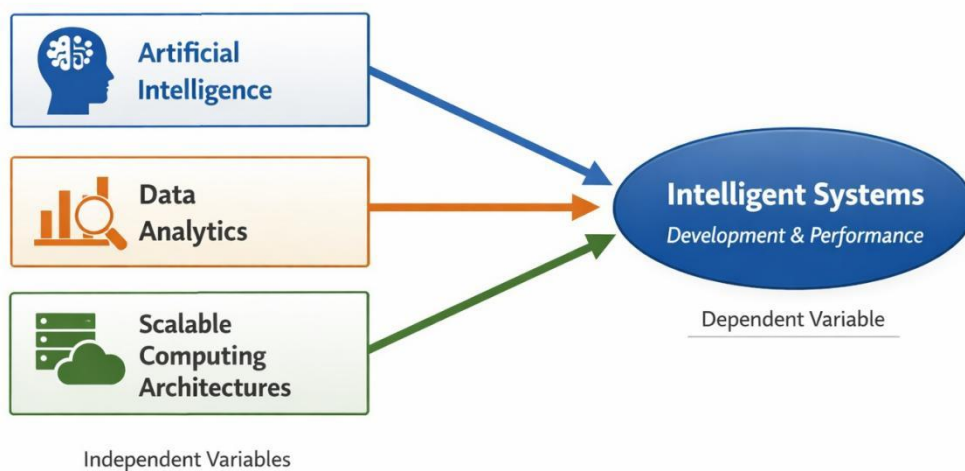 Artificial
Intelligence
Data
Analytics
Scalable
Computing
Architectures
Independent Variables
Intelligent Systems
Development & Performance
Dependent Variable